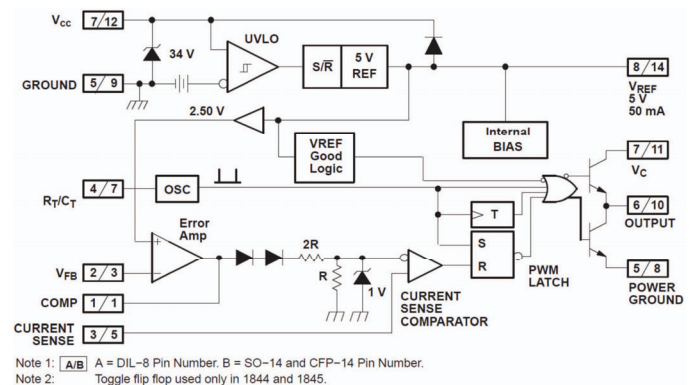 VCC 7/12
UVLO
34 V
S/R̅ 5 V REF
GROUND 5/9
8/14
VREF
5 V
50 mA
2.50 V
VREF Good Logic
Internal BIAS
7/11
VC
RT/CT 4/7
OSC
T
6/10
OUTPUT
Error Amp
S
R
2R
R
1 V
VFB 2/3
COMP 1/1
CURRENT SENSE 3/5
CURRENT SENSE COMPARATOR
PWM LATCH
5/8
POWER GROUND
Note 1: A/B A = DIL−8 Pin Number. B = SO−14 and CFP−14 Pin Number.
Note 2: Toggle flip flop used only in 1844 and 1845.